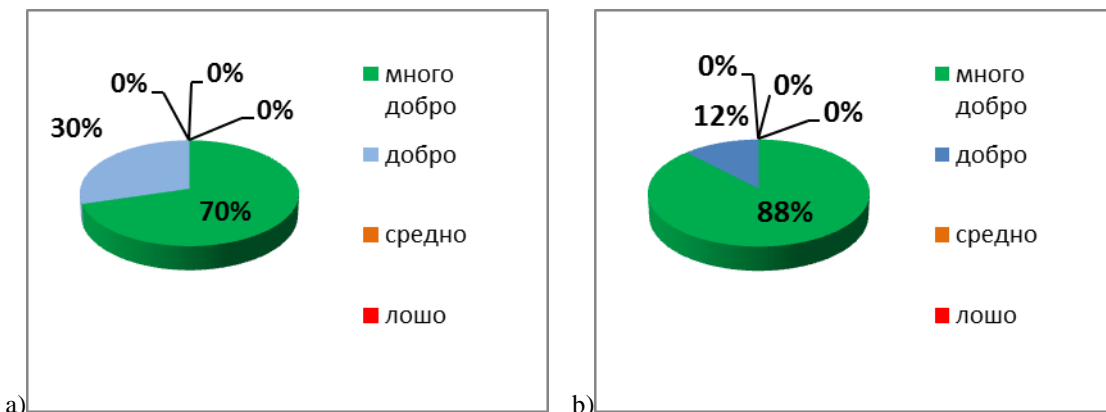 0%
0%
0%
30%
70%
много
добро
добро
средно
лошо
a)
0%
0%
0%
12%
88%
много
добро
добро
средно
лошо
b)